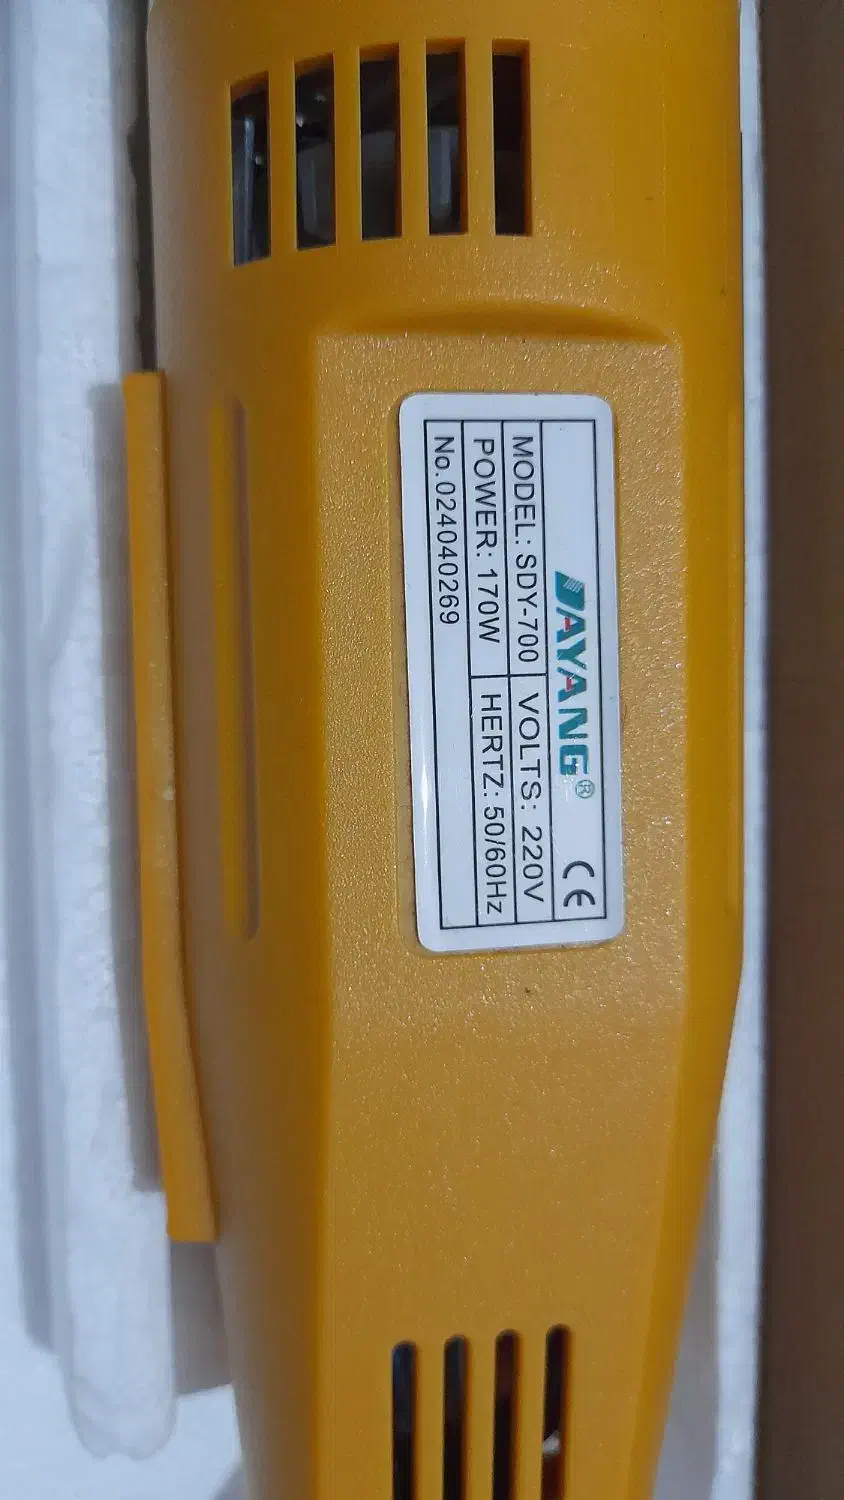 DAYANG® CE
MODEL: SDY-700 VOLTS: 220V
POWER: 170W HERTZ: 50/60Hz
No. 024040269